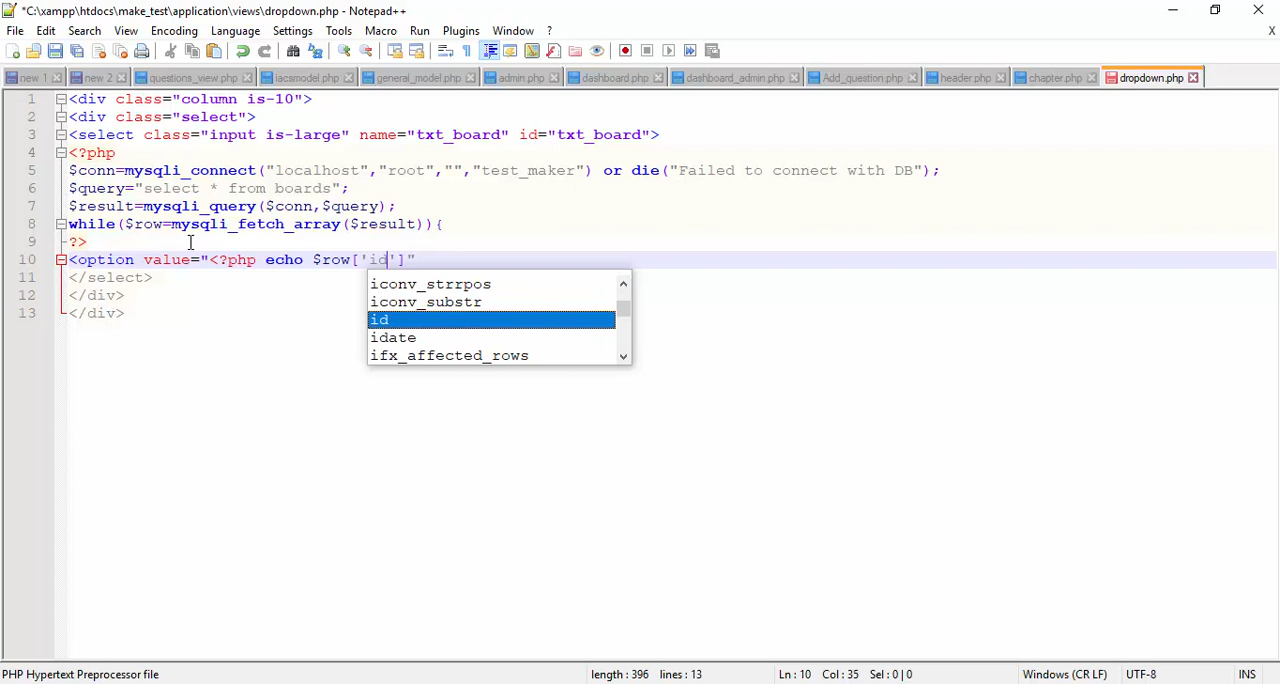 *C:\xampp\htdocs\make_test\application\views\dropdown.php - Notepad++
File Edit Search View Encoding Language Settings Tools Macro Run Plugins Window ? X
new 1 new 2 questions_view.php iacsmodel.php general_model.php admin.php dashboard.php dashboard_admin.php Add_question.php header.php chapter.php dropdown.php
1 <div class="column is-10">
2 <div class="select">
3 <select class="input is-large" name="txt_board" id="txt_board">
4 <?php
5 $conn=mysqli_connect("localhost","root","","test_maker") or die("Failed to connect with DB");
6 $query="select * from boards";
7 $result=mysqli_query($conn,$query);
8 while($row=mysqli_fetch_array($result)){
9 ?>
10 <option value="<?php echo $row['id']"
11 </select>
12 </div>
13 </div>
iconv_strrpos
iconv_substr
id
idate
ifx_affected_rows
PHP Hypertext Preprocessor file length : 396 lines : 13 Ln : 10 Col : 35 Sel : 0 | 0 Windows (CR LF) UTF-8 INS